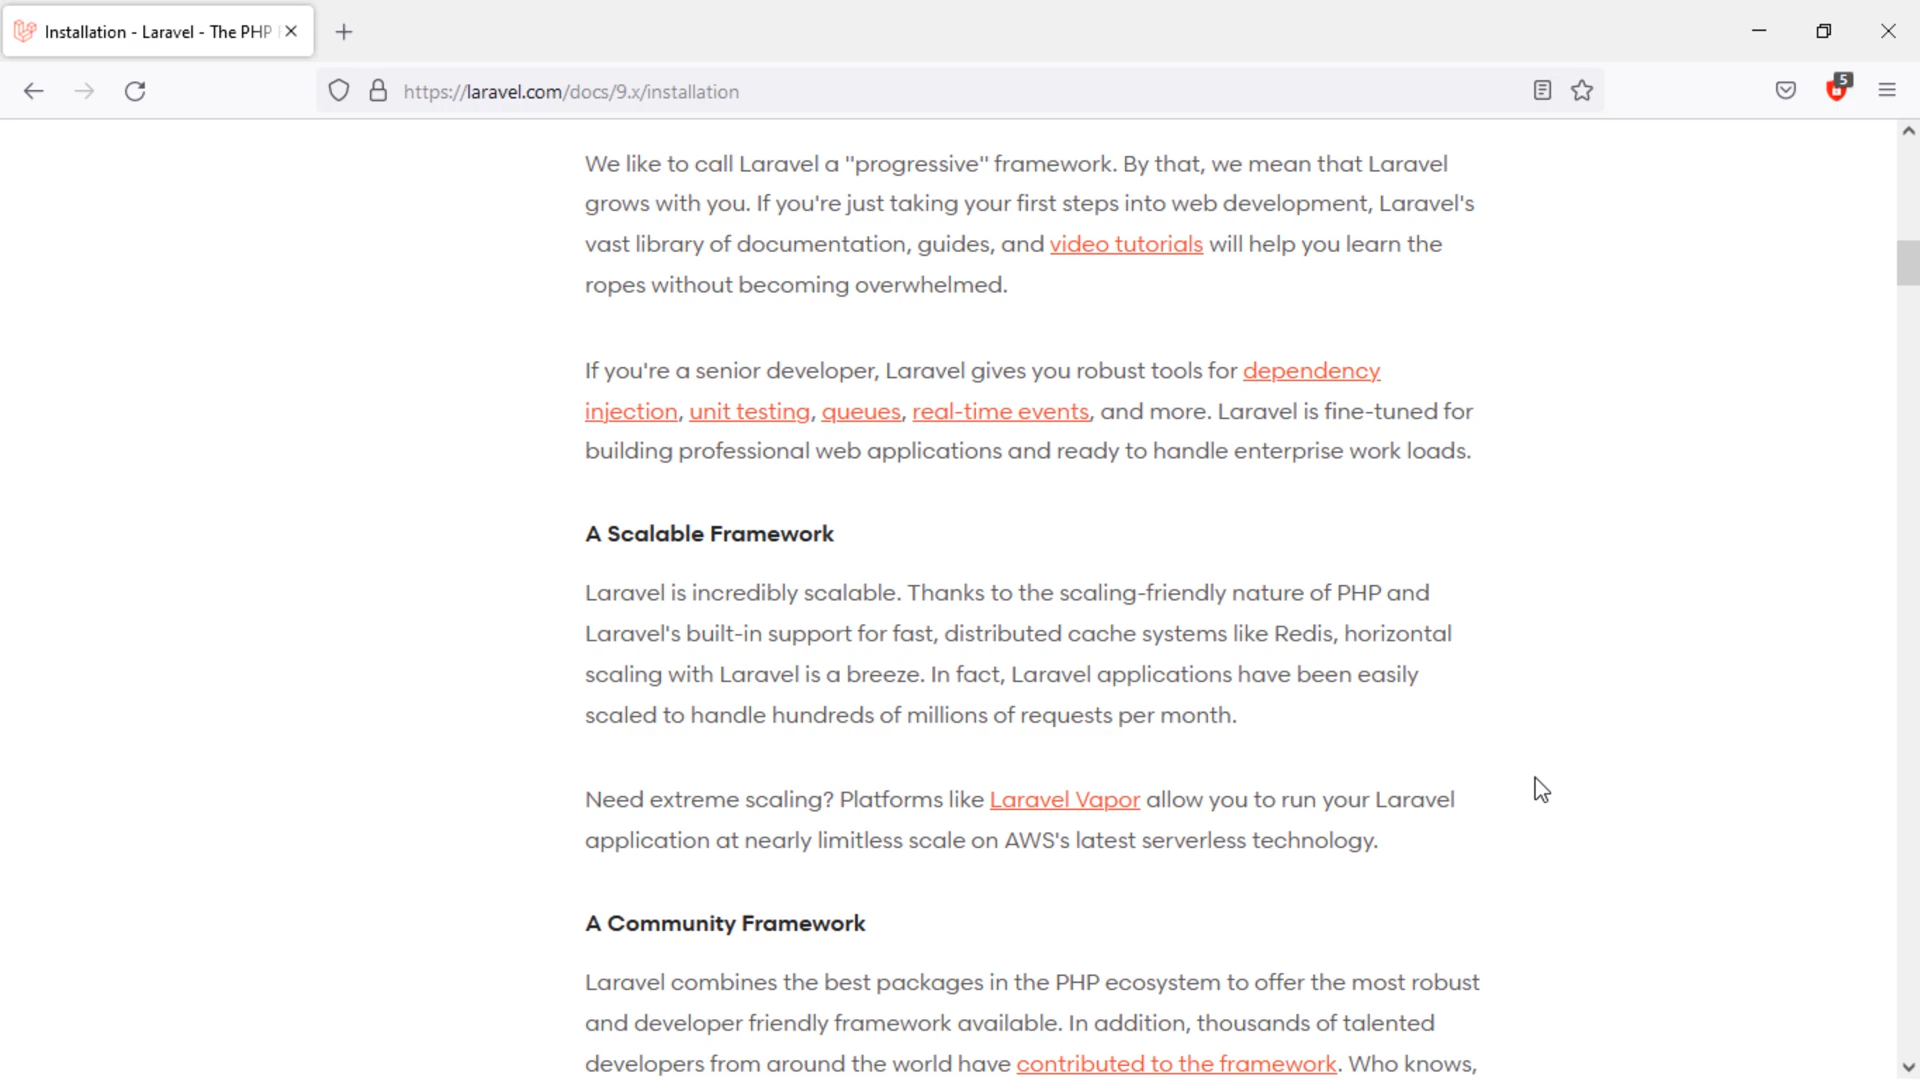 Installation - Laravel - The PHP
5
https://laravel.com/docs/9.x/installation
We like to call Laravel a "progressive" framework. By that, we mean that Laravel
grows with you. If you're just taking your first steps into web development, Laravel's
vast library of documentation, guides, and video tutorials will help you learn the
ropes without becoming overwhelmed.
If you're a senior developer, Laravel gives you robust tools for dependency
injection, unit testing, queues, real-time events, and more. Laravel is fine-tuned for
building professional web applications and ready to handle enterprise work loads.
A Scalable Framework
Laravel is incredibly scalable. Thanks to the scaling-friendly nature of PHP and
Laravel's built-in support for fast, distributed cache systems like Redis, horizontal
scaling with Laravel is a breeze. In fact, Laravel applications have been easily
scaled to handle hundreds of millions of requests per month.
Need extreme scaling? Platforms like Laravel Vapor allow you to run your Laravel
application at nearly limitless scale on AWS's latest serverless technology.
A Community Framework
Laravel combines the best packages in the PHP ecosystem to offer the most robust
and developer friendly framework available. In addition, thousands of talented
developers from around the world have contributed to the framework. Who knows,